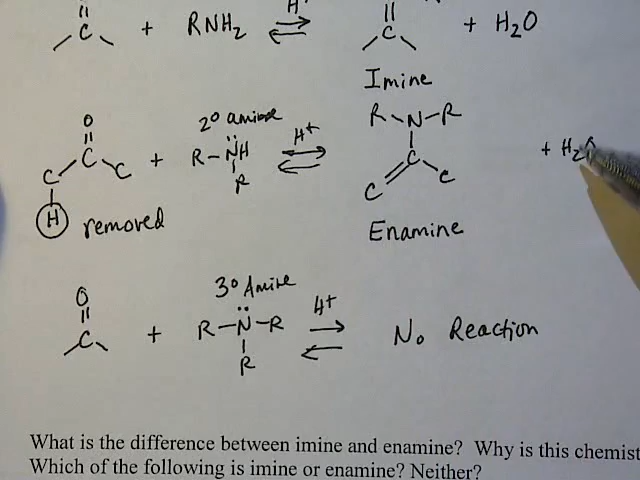 C + RNH₂ ⇌ H C + H₂O
Imine
O 2° amine R-N-R
C C C + R-NH H⁺ ⇌ C C C + H₂
R
H removed Enamine
O 3° Amine
C + R-N-R H⁺ ⇌ No Reaction
R
What is the difference between imine and enamine? Why is this chemist
Which of the following is imine or enamine? Neither?